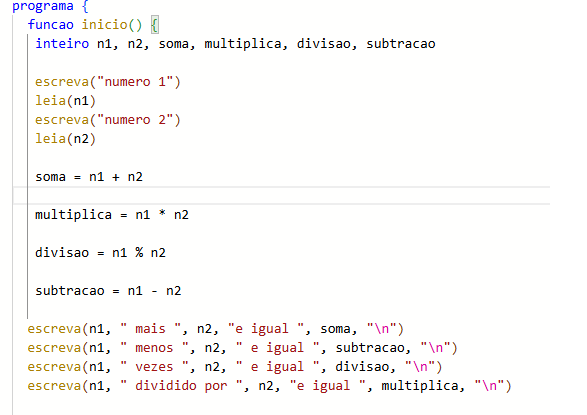 programa {
funcao inicio() {
inteiro n1, n2, soma, multiplica, divisao, subtracao
escreva("numero 1")
leia(n1)
escreva("numero 2")
leia(n2)
soma = n1 + n2
multiplica = n1 * n2
divisao = n1 % n2
subtracao = n1 - n2
escreva(n1, " mais ", n2, "e igual ", soma, "\n")
escreva(n1, " menos ", n2, " e igual ", subtracao, "\n")
escreva(n1, " vezes ", n2, " e igual ", divisao, "\n")
escreva(n1, " dividido por ", n2, "e igual ", multiplica, "\n")